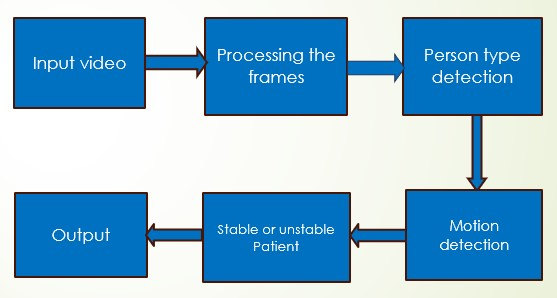 Input video
Processing the
frames
Person type
detection
Motion
detection
Stable or unstable
Patient
Output